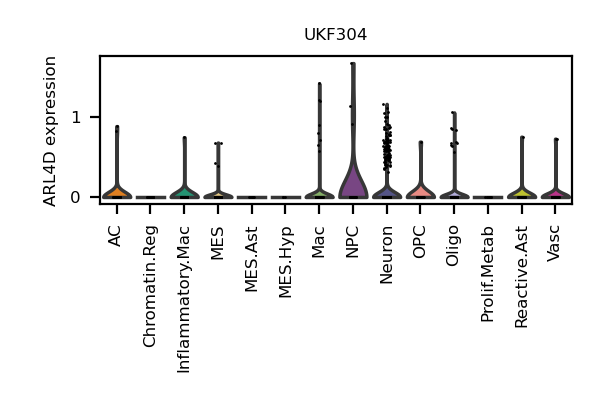 UKF304
ARL4D expression
1
0
AC
Chromatin.Reg
Inflammatory.Mac
MES
MES.Ast
MES.Hyp
Mac
NPC
Neuron
OPC
Oligo
Prolif.Metab
Reactive.Ast
Vasc